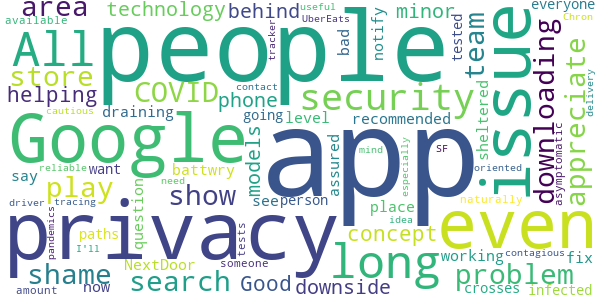 area technology behind minor everyone
available UberEats bad notify tested Chron
useful tracker
All people issue
store COVID team
helping phone security downloading
draining contact going level recommended sheltered
cautious
Google app appreciate
models assured asymptomatic delivery
reliable battwry mind especially SF oriented
say want see person
play show place naturally
driver tracing need idea
question concept
privacy long even
pandemics paths tests working fix
I'll someone contagious
shame NextDoor Good downside problem
search crosses infected
amount now